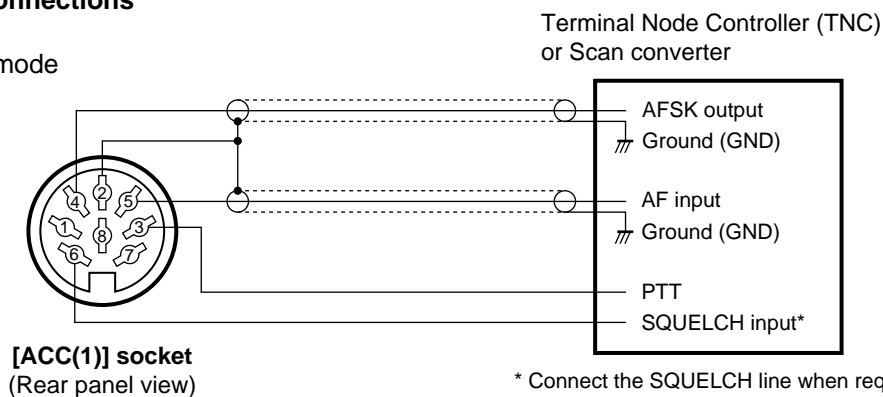 Terminal Node Controller (TNC)
or Scan converter
mode
AFSK output
Ground (GND)
AF input
Ground (GND)
PTT
SQUELCH input*
4 2 5
1 8 3
6 7
[ACC(1)] socket
(Rear panel view)
* Connect the SQUELCH line when